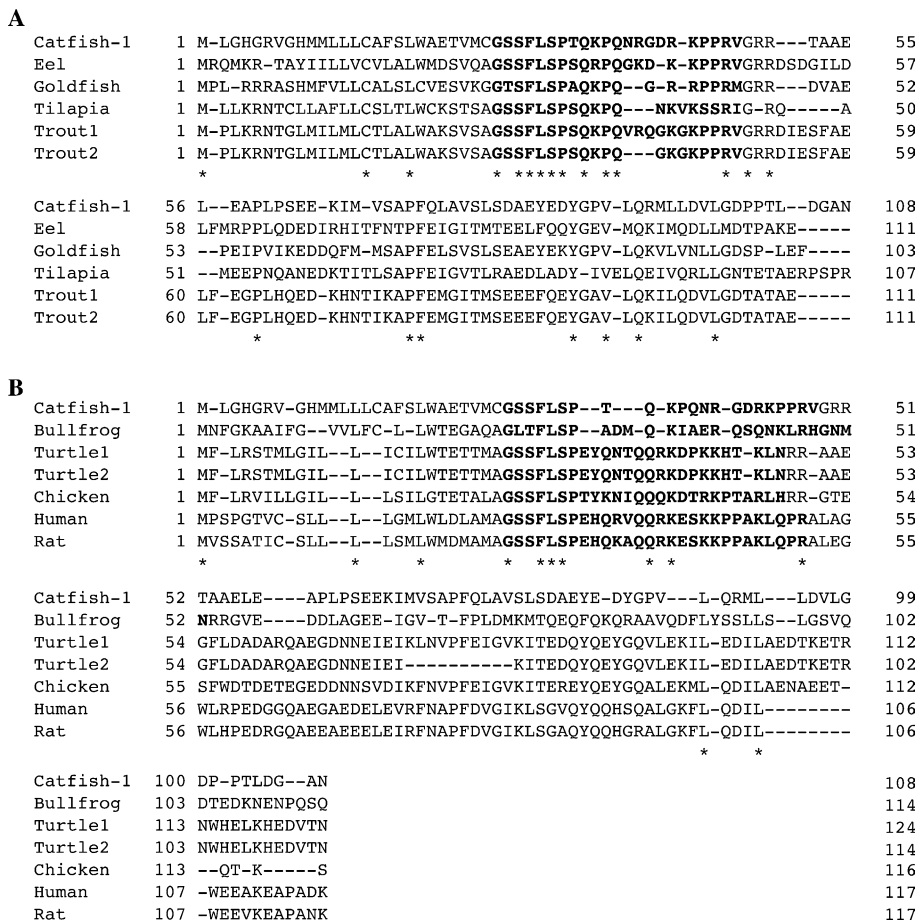 A
Catfish-1 1 M-LGHGRVGHMMLLLCAFSLWAETVMCGSSFLSPTQKPQNRGDR-KPPRVGRR---TAAE 55
Eel 1 MRQMKR-TAYIILLVCVLALWMDSVQAGSSFLSPSQRPQGKD-K-KPPRVGRRDSDGILD 57
Goldfish 1 MPL-RRRASHMFVLLCALSLCVESVKGGTSFLSPAQKPQ--G-R-RPPRMGRR---DVAE 52
Tilapia 1 M-LLKRNTCLLAFLLCSLTLWCKSTSAGSSFLSPSQKPQ---NKVKSSRIG-RQ-----A 50
Trout1 1 M-PLKRNTGLMILMLCTLALWAKSVSAGSSFLSPSQKPQVRQGKGKPPRVGRRDIESFAE 59
Trout2 1 M-PLKRNTGLMILMLCTLALWAKSVSAGSSFLSPSQKPQ---GKGKPPRVGRRDIESFAE 59
* * * * ***** * ** * * *
Catfish-1 56 L--EAPLPSEE-KIM-VSAPFQLAVSLSDAEYEDYGPV-LQRMLLDVLGDPPTL--DGAN 108
Eel 58 LFMRPPLQDEDIRHITFNTPFEIGITMTEELFQQYGEV-MQKIMQDLLMDTPAKE----- 111
Goldfish 53 --PEIPVIKEDDQFM-MSAPFELSVSLSEAEYEKYGPV-LQKVLVNLLGDSP-LEF---- 103
Tilapia 51 --MEEPNQANEDKTITLSAPFEIGVTLRAEDLADY-IVELQEIVQRLLGNTETAERPSPR 107
Trout1 60 LF-EGPLHQED-KHNTIKAPFEMGITMSEEEFQEYGAV-LQKILQDVLGDTATAE----- 111
Trout2 60 LF-EGPLHQED-KHNTIKAPFEMGITMSEEEFQEYGAV-LQKILQDVLGDTATAE----- 111
* ** * * * *
B
Catfish-1 1 M-LGHGRV-GHMMLLLCAFSLWAETVMCGSSFLSP--T---Q-KPQNR-GDRKPPRVGRR 51
Bullfrog 1 MNFGKAAIFG--VVLFC-L-LWTEGAQAGLTFLSP--ADM-Q-KIAER-QSQNKLRHGNM 51
Turtle1 1 MF-LRSTMLGIL--L-ICILWTETTMAGSSFLSPEYQNTQQRKDPKKHT-KLNRR-AAE 53
Turtle2 1 MF-LRSTMLGIL--L-ICILWTETTMAGSSFLSPEYQNTQQRKDPKKHT-KLNRR-AAE 53
Chicken 1 MF-LRVILLGIL--L-LSILGTETALAGSSFLSPTYKNIQQQKDTRKPTARLHRR-GTE 54
Human 1 MPSPGTVC-SLL--L-LGMLWLDLAMAGSSFLSPEHQRVQQRKESKKPPAKLQPRALAG 55
Rat 1 MVSSATIC-SLL--L-LSMLWMDMAMAGSSFLSPEHQKAQQRKESKKPPAKLQPRALEG 55
* * * * *** * * *
Catfish-1 52 TAAELE----APLPSEEKIMVSAPFQLAVSLSDAEYE-DYGPV---L-QRML--LDVLG 99
Bullfrog 52 NRRGVE----DDLAGEE-IGV-T-FPLDMKMTQEQFQKQRAAVQDFLYSSLLS--LGSVQ 102
Turtle1 54 GFLDADARQAEGDNNEIKLNVPFEIGVKITEDQYQEYGQVLEKIL-EDILAEDTKETR 112
Turtle2 54 GFLDADARQAEGDNNEIEI----------KITEDQYQEYGQVLEKIL-EDILAEDTKETR 102
Chicken 55 SFWDTDETEGEDDNNSVDIKFNVPFEIGVKITEREYQEYGQALEKML-QDILAENAEET- 112
Human 56 WLRPEDGGQAEGAEDELEVRFNAPFDVGIKLSGVQYQQHSQALGKFL-QDIL-------- 106
Rat 56 WLHPEDRGQAEEAEEELEIRFNAPFDVGIKLSGAQYQQHGRALGKFL-QDIL-------- 106
* *
Catfish-1 100 DP-PTLDG--AN 108
Bullfrog 103 DTEDKNENPQSQ 114
Turtle1 113 NWHELKHEDVTN 124
Turtle2 103 NWHELKHEDVTN 114
Chicken 113 --QT-K-----S 116
Human 107 -WEEAKEAPADK 117
Rat 107 -WEEVKEAPANK 117